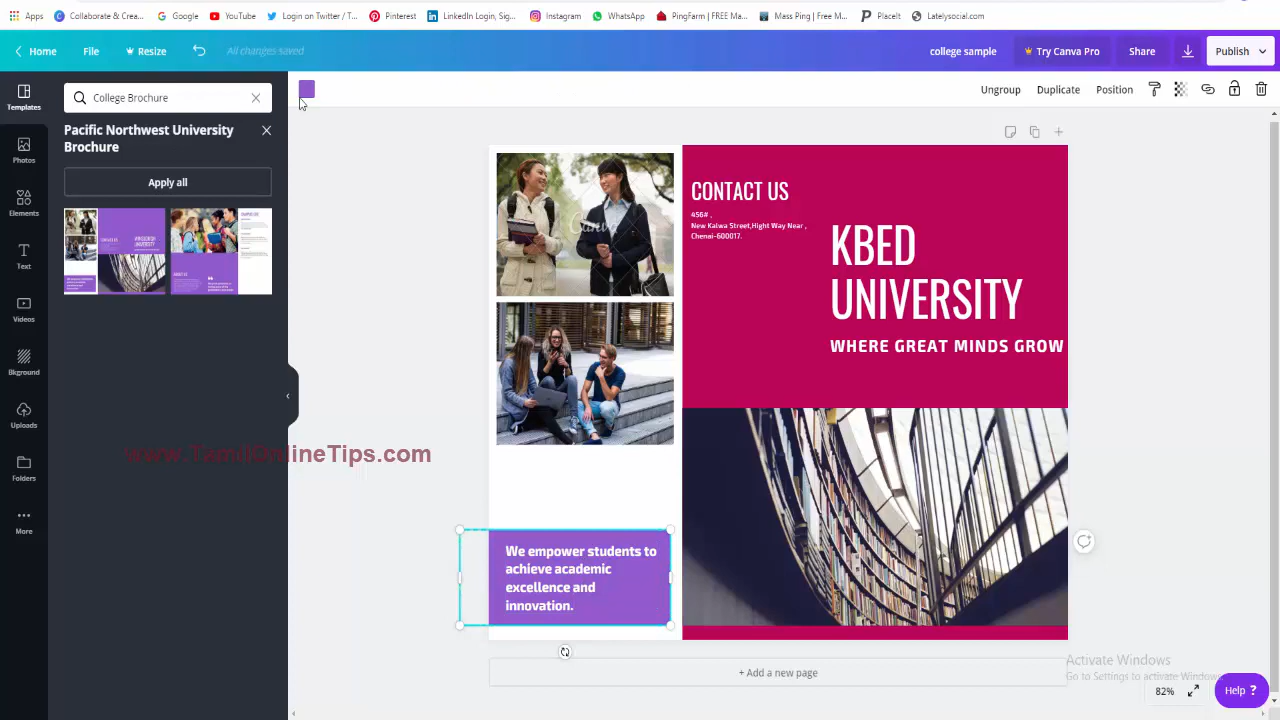 Apps
Collaborate & Crea...
Google
YouTube
Login on Twitter / T...
Pinterest
LinkedIn Login, Sig...
Instagram
WhatsApp
PingFarm | FREE Ma...
Mass Ping | Free M...
PlaceIt
Latelysocial.com
Home
File
Resize
All changes saved
college sample
Try Canva Pro
Share
Publish
Templates
Photos
Elements
Text
Videos
Bkground
Uploads
Folders
More
College Brochure
Pacific Northwest University
Brochure
Apply all
Ungroup
Duplicate
Position
CONTACT US
456# ,
New Kaiwa Street,Hight Way Near ,
Chenai-600017.
KBED
UNIVERSITY
WHERE GREAT MINDS GROW
We empower students to
achieve academic
excellence and
innovation.
www.TamilOnlineTips.com
+ Add a new page
Activate Windows
Go to Settings to activate Windows.
82%
Help ?